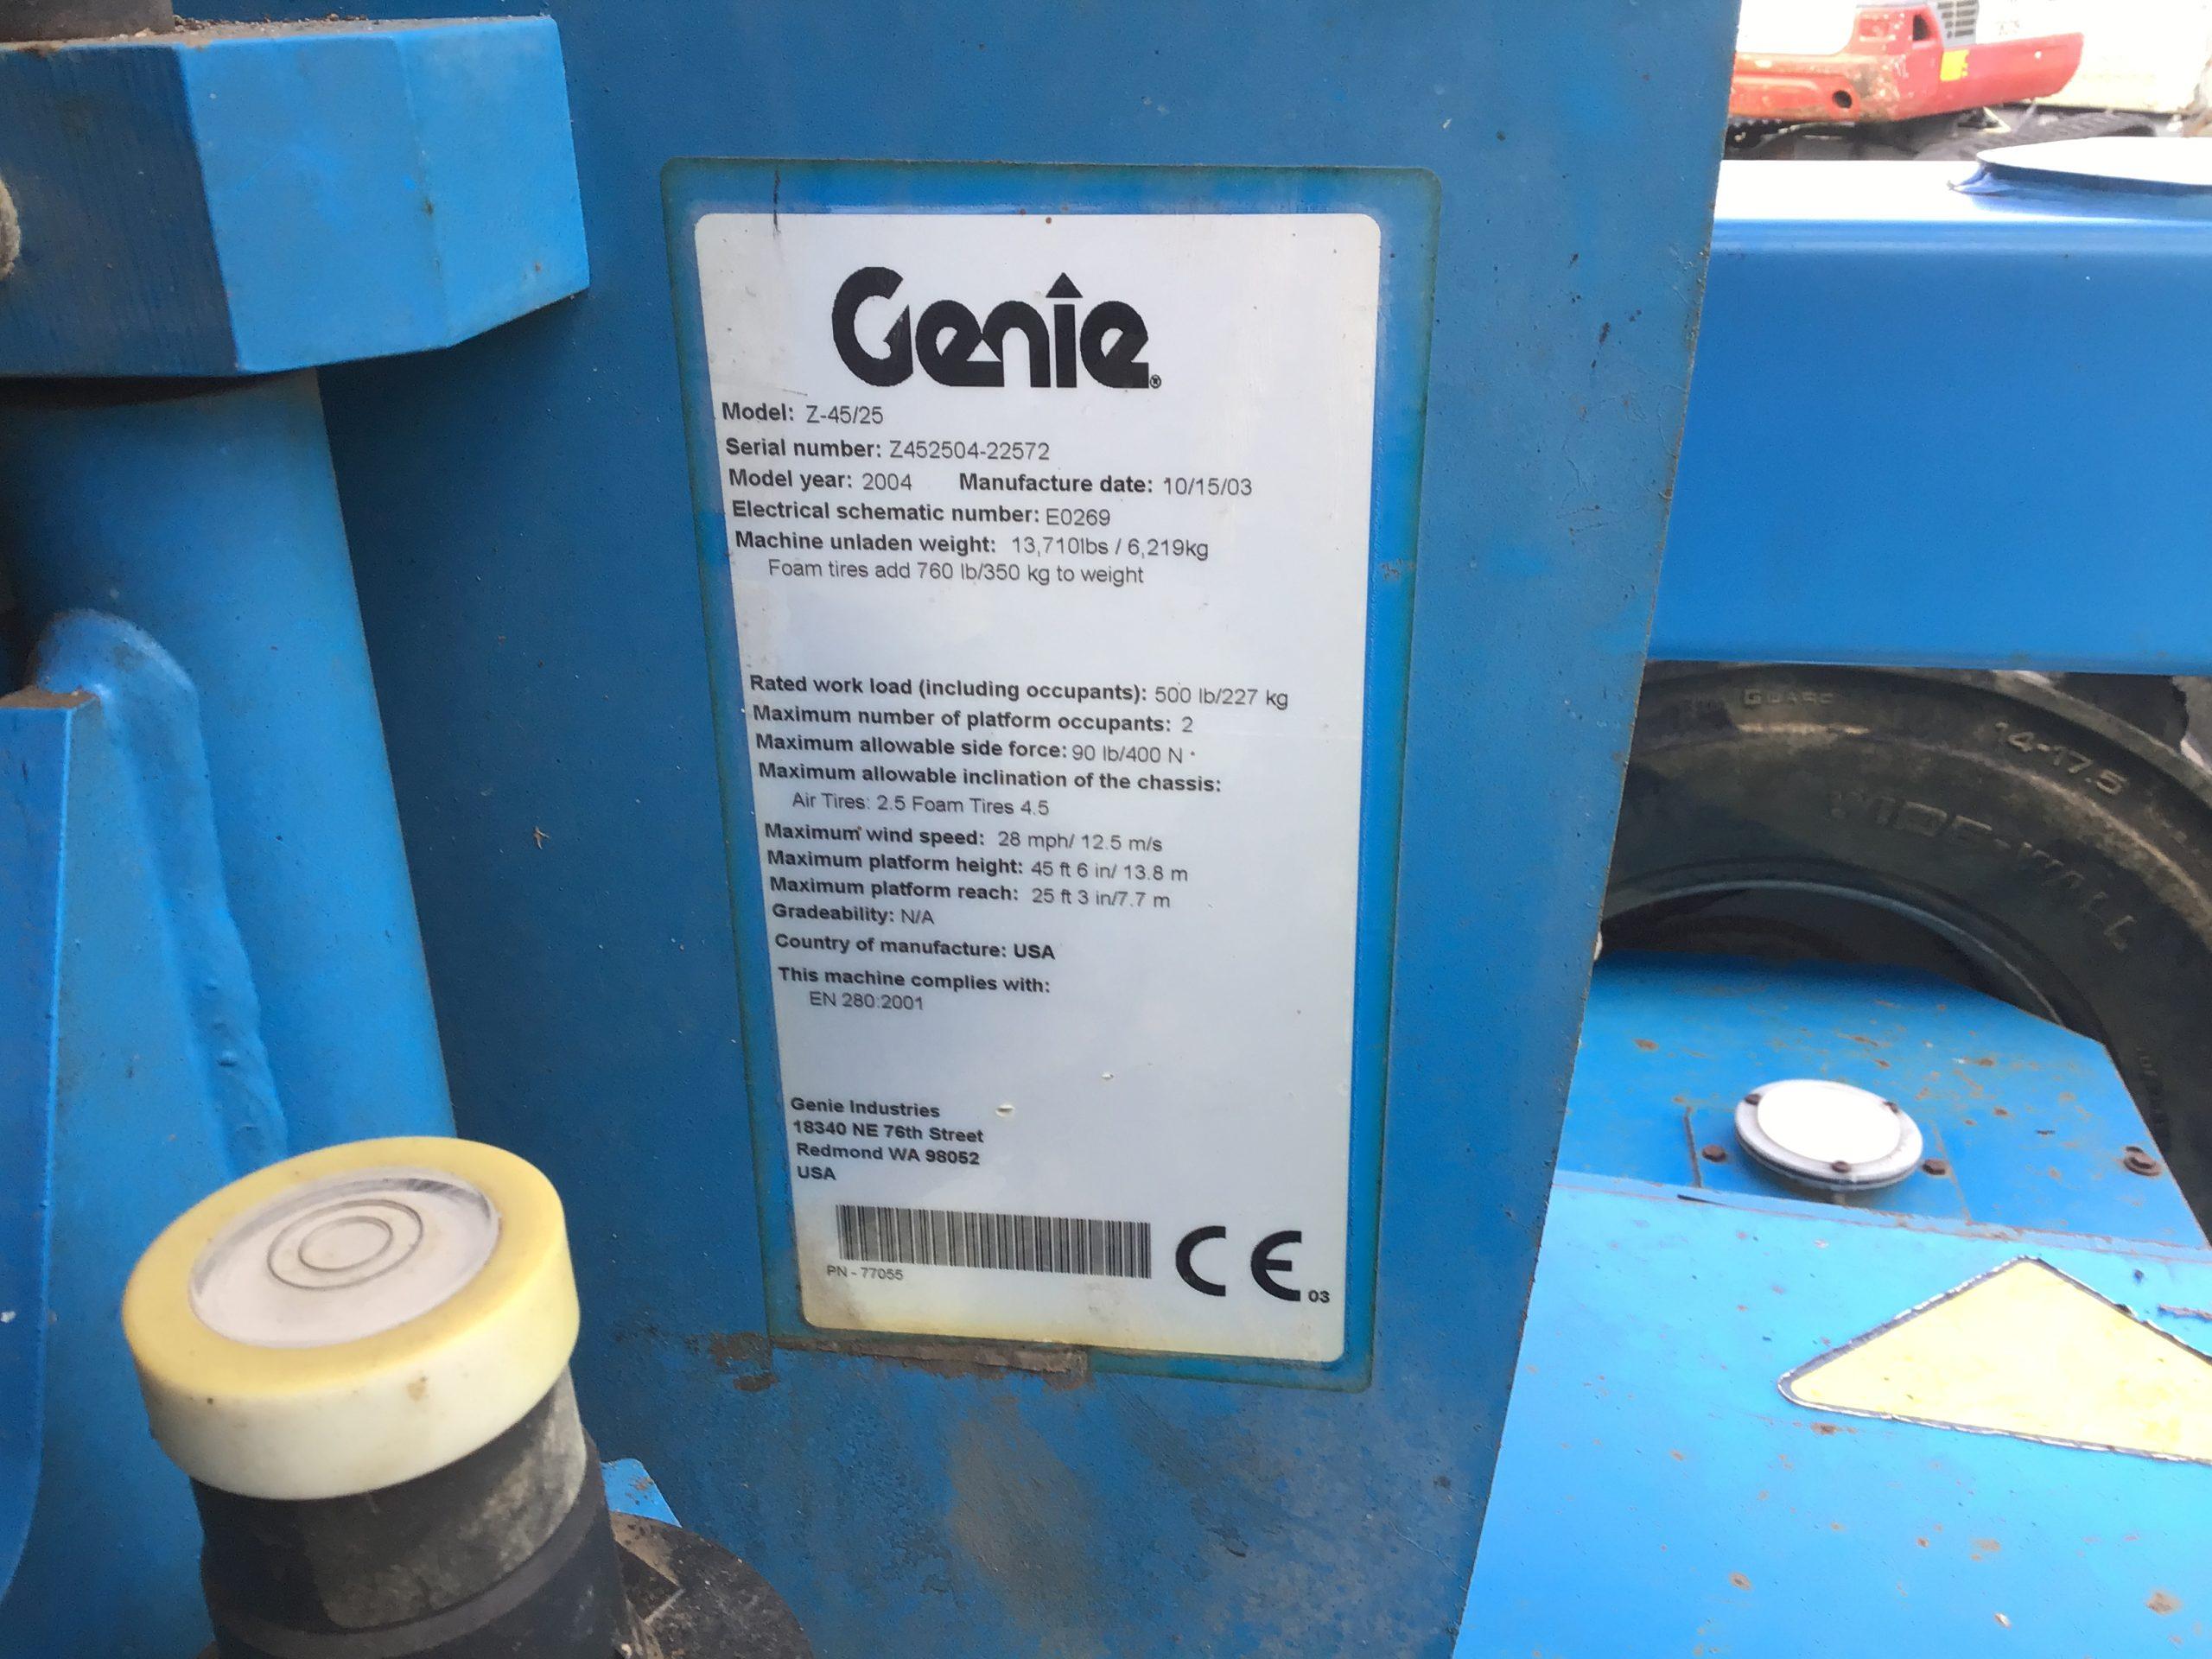 Genie®
Model: Z-45/25
Serial number: Z452504-22572
Model year: 2004 Manufacture date: 10/15/03
Electrical schematic number: E0269
Machine unladen weight: 13,710lbs / 6,219kg
Foam tires add 760 lb/350 kg to weight
Rated work load (including occupants): 500 lb/227 kg
Maximum number of platform occupants: 2
Maximum allowable side force: 90 lb/400 N
Maximum allowable inclination of the chassis:
Air Tires: 2.5 Foam Tires 4.5
Maximum wind speed: 28 mph/ 12.5 m/s
Maximum platform height: 45 ft 6 in/ 13.8 m
Maximum platform reach: 25 ft 3 in/7.7 m
Gradeability: N/A
Country of manufacture: USA
This machine complies with:
EN 280:2001
Genie Industries
18340 NE 76th Street
Redmond WA 98052
USA
PN - 77055
CE 03
14-17.5
WIDE-WALL